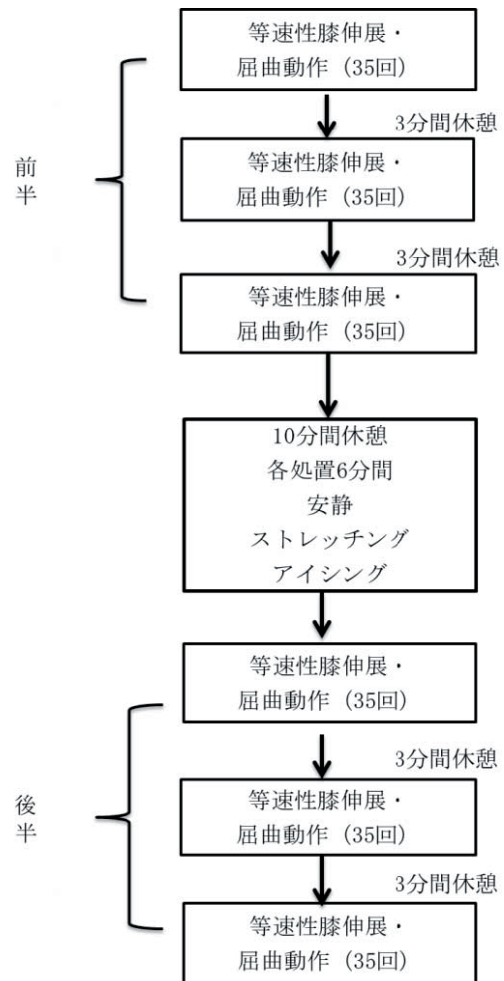 等速性膝伸展・
屈曲動作 (35回)
3分間休憩
前
半
等速性膝伸展・
屈曲動作 (35回)
3分間休憩
等速性膝伸展・
屈曲動作 (35回)
10分間休憩
各処置6分間
安静
ストレッチング
アイシング
等速性膝伸展・
屈曲動作 (35回)
3分間休憩
後
半
等速性膝伸展・
屈曲動作 (35回)
3分間休憩
等速性膝伸展・
屈曲動作 (35回)